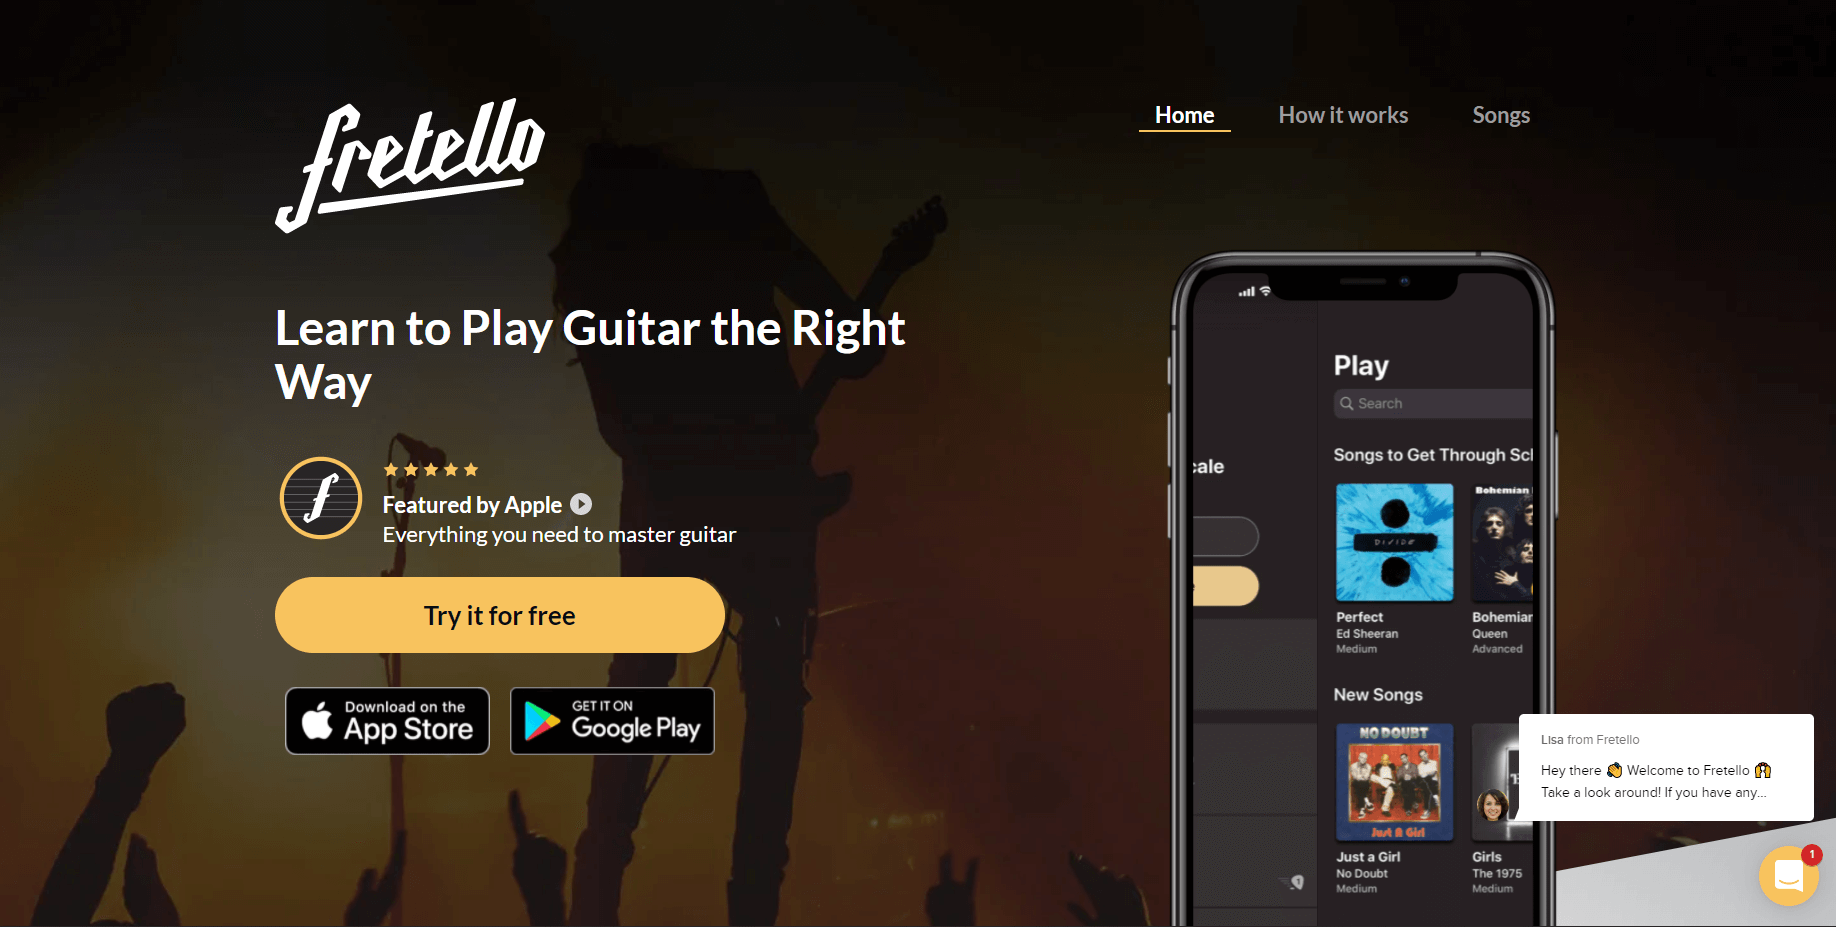 fretello
Home
How it works
Songs
Learn to Play Guitar the Right
Way
Featured by Apple
Everything you need to master guitar
Try it for free
Download on the
App Store
GET IT ON
Google Play
Play
Search
Songs to Get Through
cale
DIVIDE
Bohemian
Perfect
Ed Sheeran
Medium
Bohemian
Queen
Advanced
New Songs
NO DOUBT
Just A Girl
Just a Girl
No Doubt
Medium
Girls
The 1975
Medium
1
Lisa from Fretello
Hey there 👏 Welcome to Fretello 🙌
Take a look around! If you have any...
1